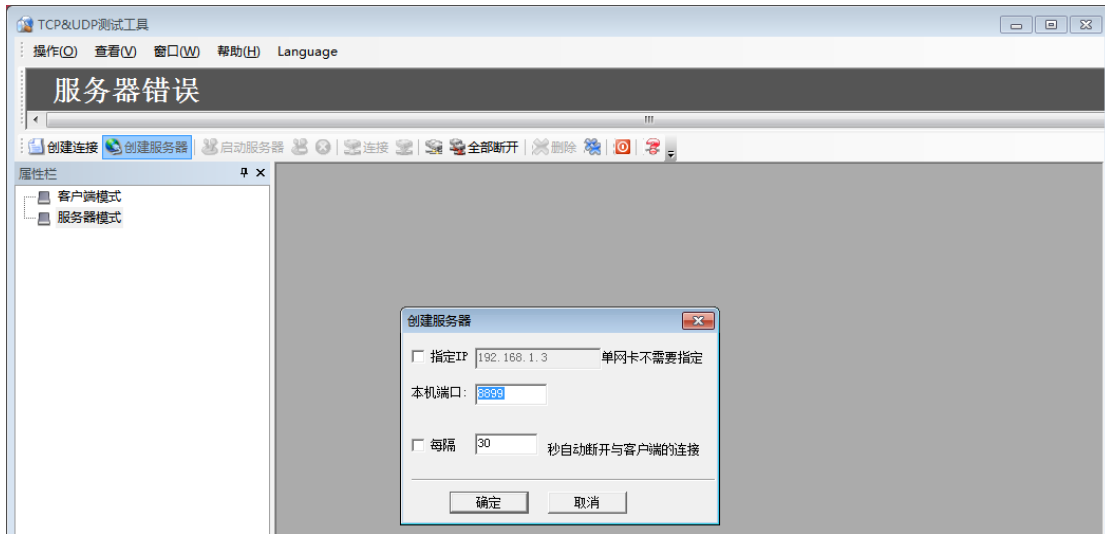 TCP&UDP测试工具
操作(O) 查看(V) 窗口(W) 帮助(H) Language
服务器错误
创建连接 创建服务器 启动服务器 连接 全部断开 删除
属性栏
客户端模式
服务器模式
创建服务器
指定IP 192.168.1.3 单网卡不需要指定
本机端口: 8899
每隔 30 秒自动断开与客户端的连接
确定 取消